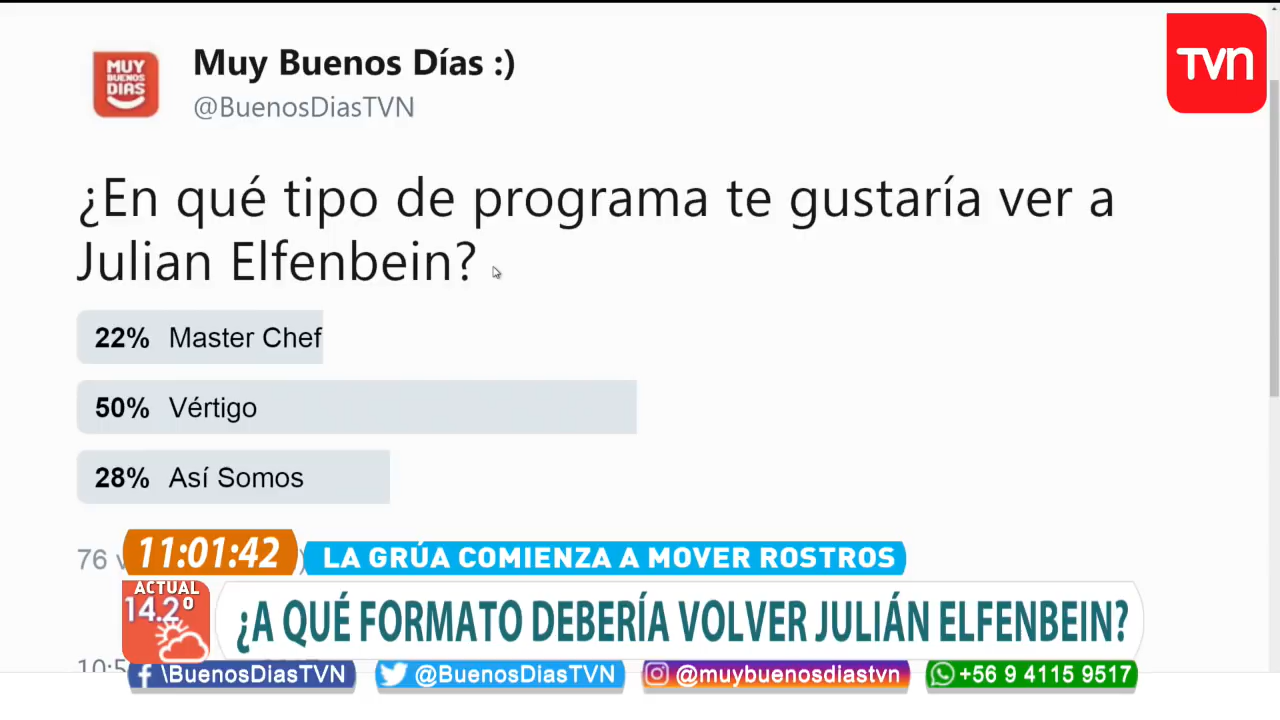 Muy Buenos Días :)
@BuenosDiasTVN
MUY
BUENOS
DIAS
TVN
¿En qué tipo de programa te gustaría ver a
Julian Elfenbein?
22% Master Chef
50% Vértigo
28% Así Somos
76
11:01:42
LA GRÚA COMIENZA A MOVER ROSTROS
ACTUAL
14.2º
¿A QUÉ FORMATO DEBERÍA VOLVER JULIÁN ELFENBEIN?
\BuenosDiasTVN
@BuenosDiasTVN
@muybuenosdiastvn
+56 9 4115 9517